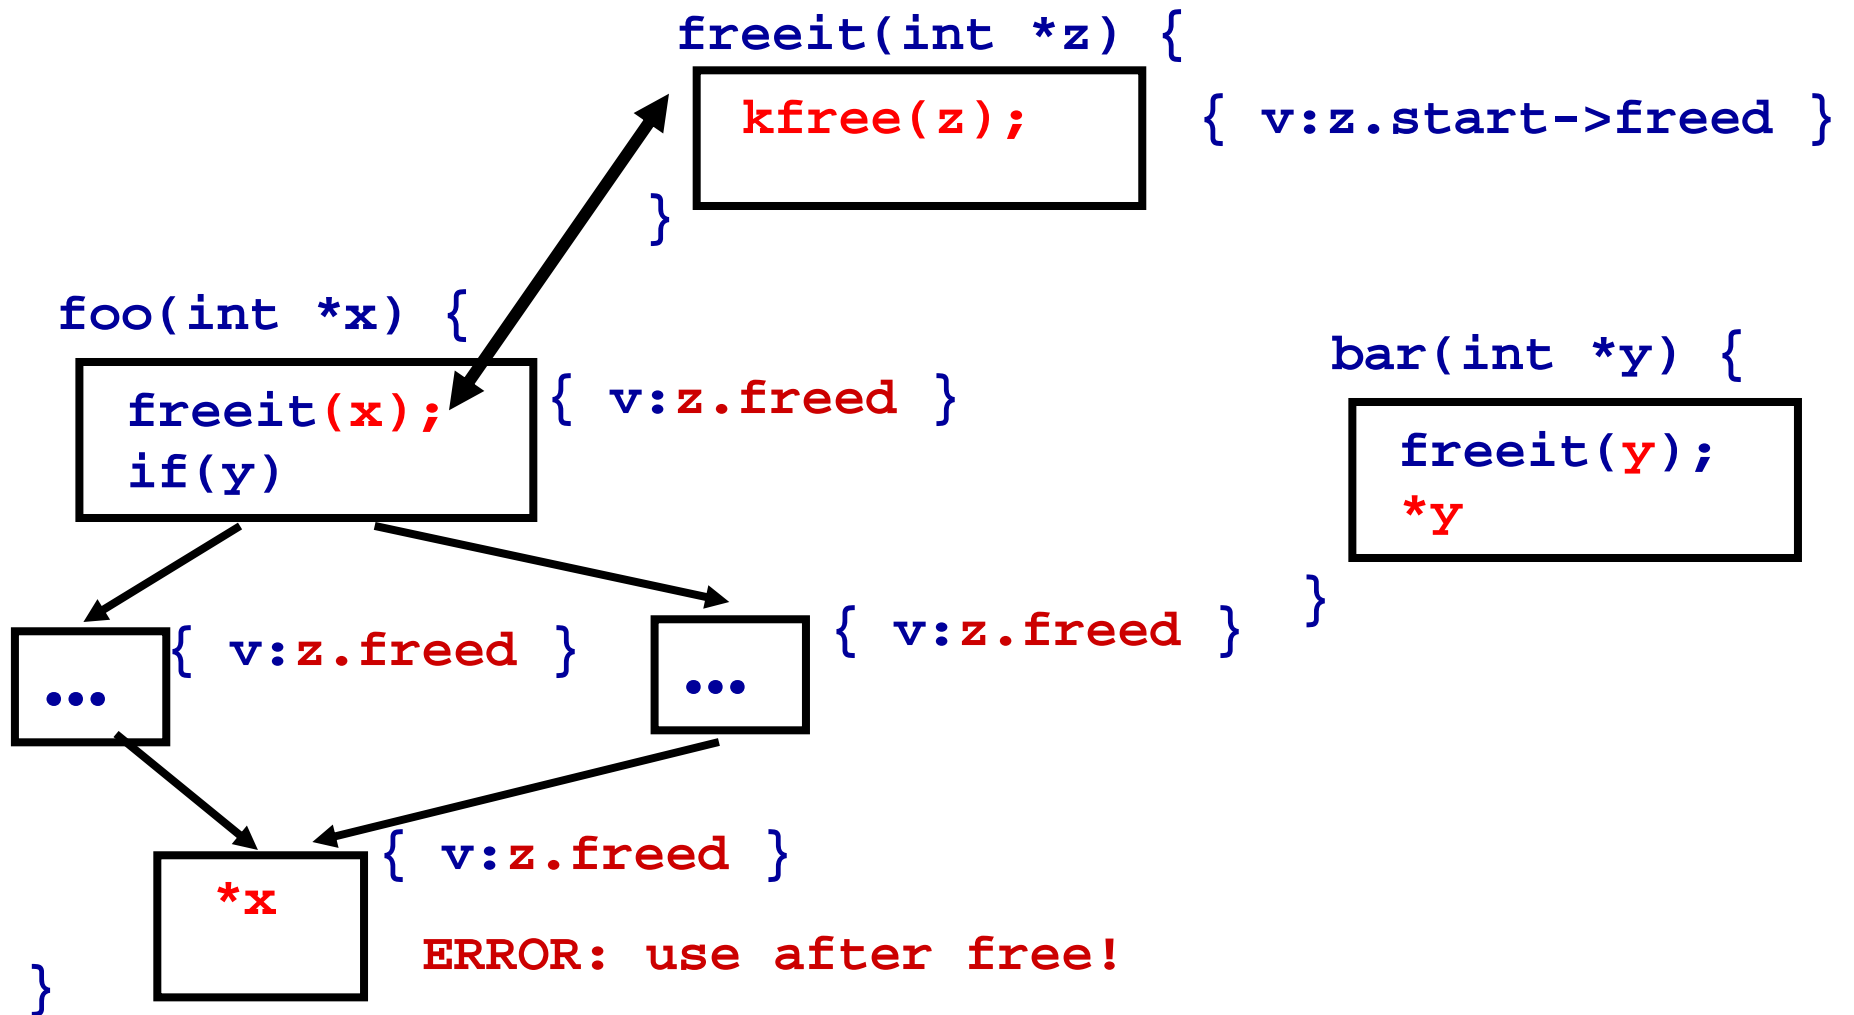 freeit(int *z) {
kfree(z);
{ v:z.start->freed }
}
foo(int *x) {
freeit(x);
if(y)
{ v:z.freed }
bar(int *y) {
freeit(y);
*y
}
...
{ v:z.freed }
...
{ v:z.freed }
*x
{ v:z.freed }
ERROR: use after free!
}